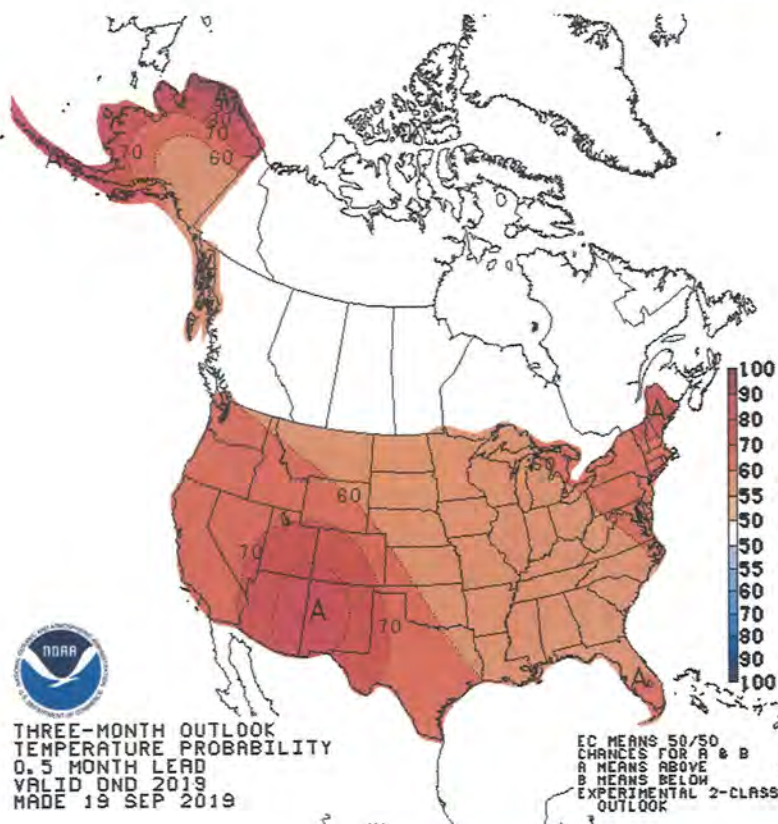 70
70
60
A
60
70
A
70
A
100
90
80
70
60
55
50
50
55
60
70
80
90
100
NOAA
THREE-MONTH OUTLOOK
TEMPERATURE PROBABILITY
0.5 MONTH LEAD
VALID OND 2019
MADE 19 SEP 2019
EC MEANS 50/50
CHANCES FOR A & B
A MEANS ABOVE
B MEANS BELOW
EXPERIMENTAL 2-CLASS
OUTLOOK